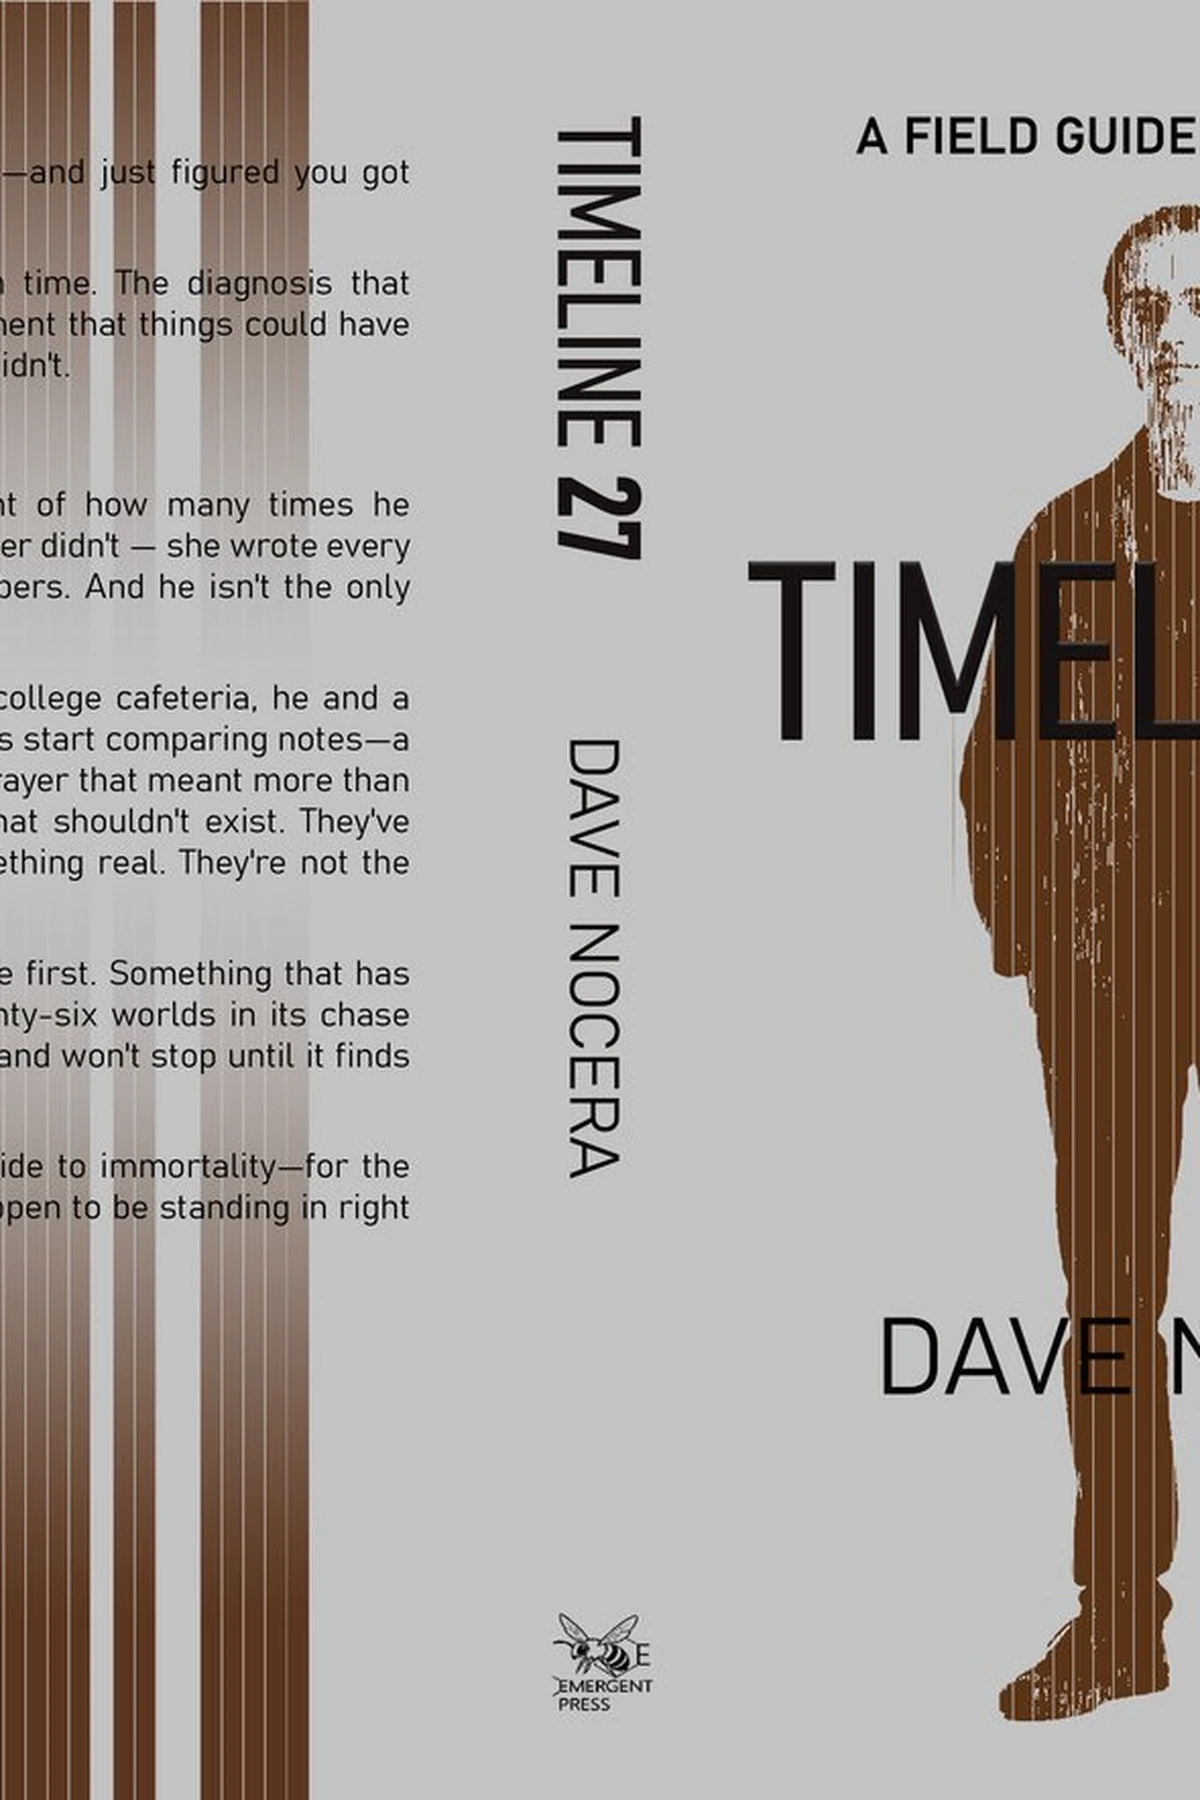 —and just figured you got
time. The diagnosis that
that things could have
idn't.
of how many times he
er didn't — she wrote every
bers. And he isn't the only
college cafeteria, he and a
s start comparing notes—a
rayer that meant more than
hat shouldn't exist. They've
ething real. They're not the
e first. Something that has
nty-six worlds in its chase
and won't stop until it finds
ide to immortality—for the
ppen to be standing in right
TIMELINE 27
DAVE NOCERA
E
EMERGENT
PRESS
A FIELD GUIDE
TIMEL
DAVE N